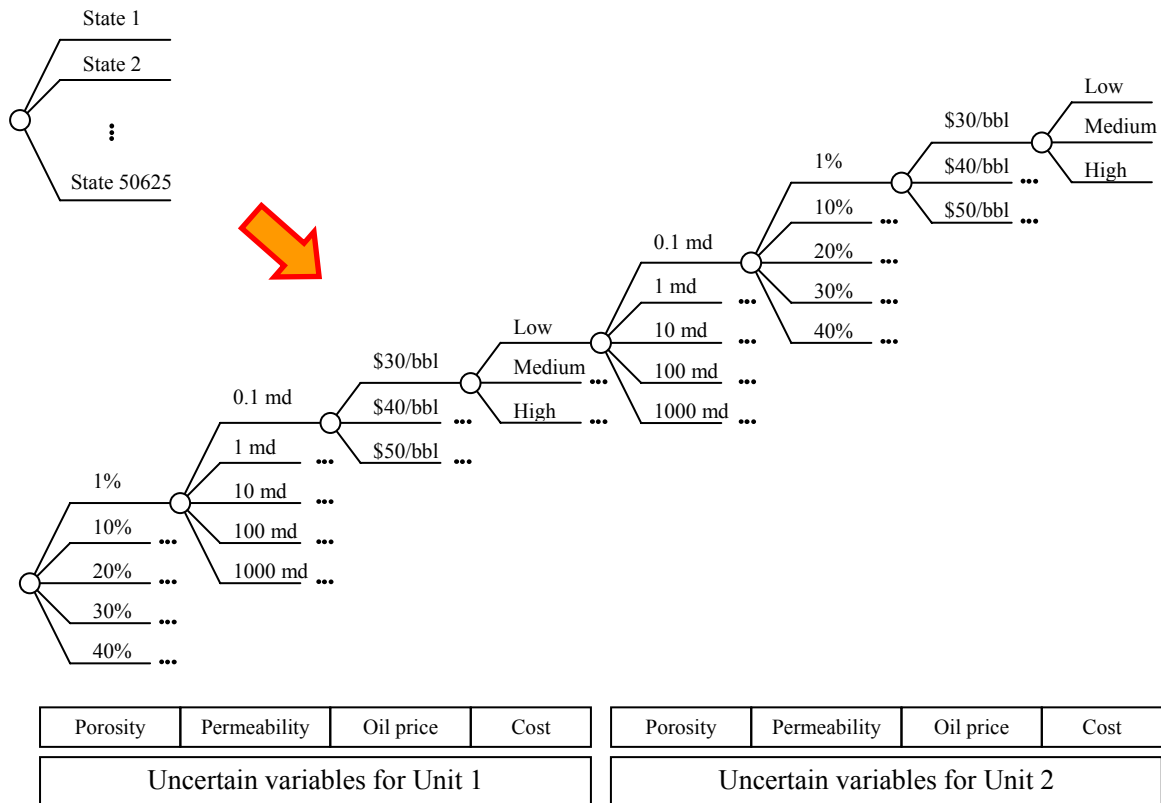 State 1
State 2
⋮
State 50625
Low
Medium
High
$30/bbl
$40/bbl •••
$50/bbl •••
1%
10% •••
20% •••
30% •••
40% •••
0.1 md
1 md •••
10 md •••
100 md •••
1000 md •••
Low
Medium •••
High •••
$30/bbl
$40/bbl •••
$50/bbl •••
0.1 md
1 md •••
10 md •••
100 md •••
1000 md •••
1%
10% •••
20% •••
30% •••
40% •••
Porosity Permeability Oil price Cost Porosity Permeability Oil price Cost
Uncertain variables for Unit 1 Uncertain variables for Unit 2